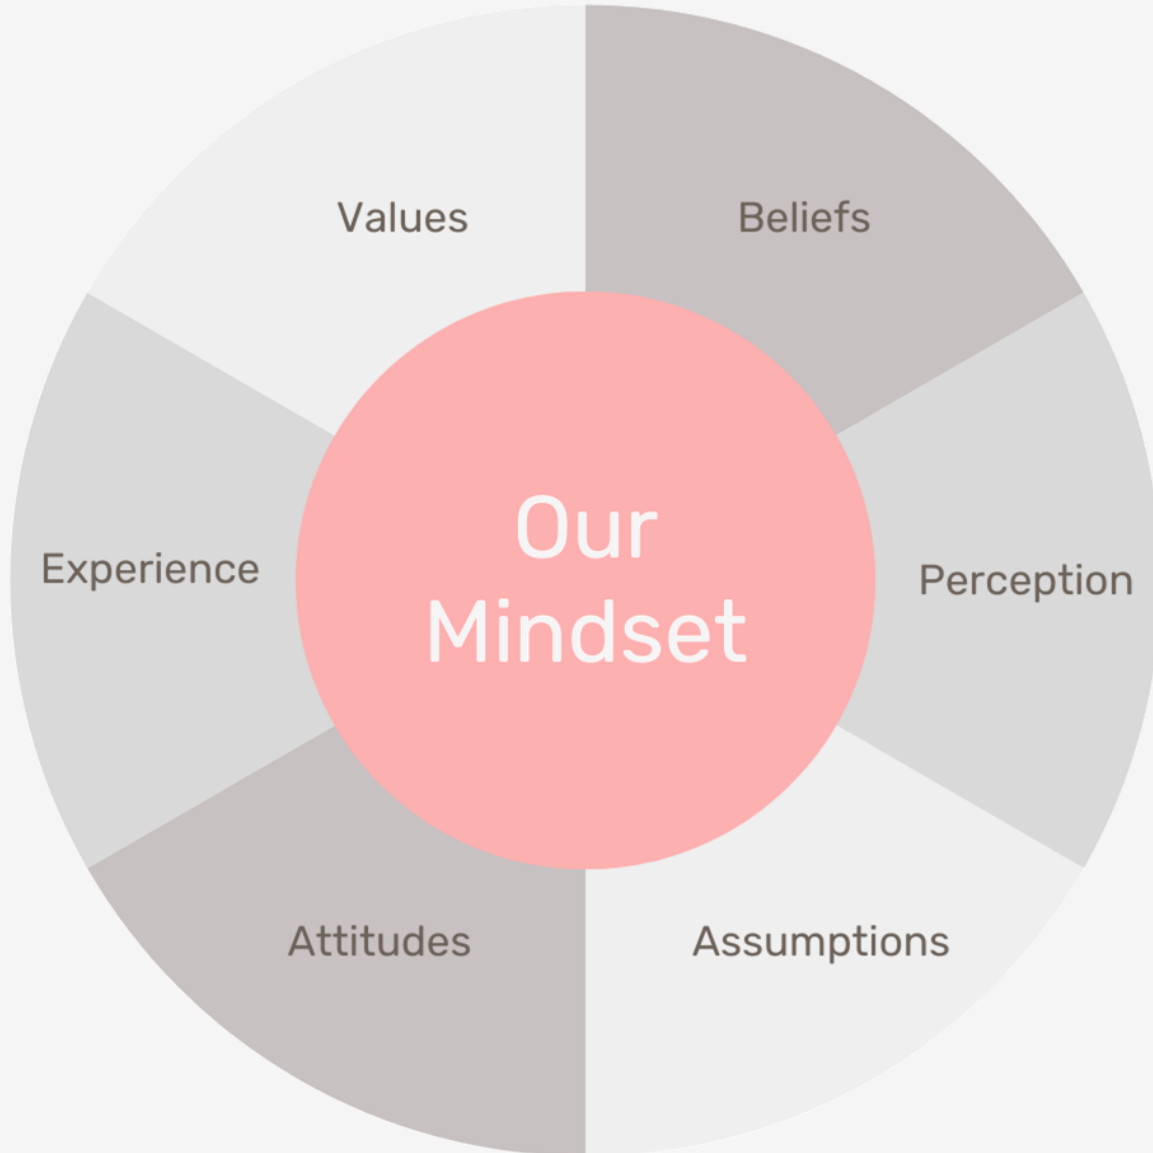 Values
Beliefs
Experience
Our
Mindset
Perception
Attitudes
Assumptions